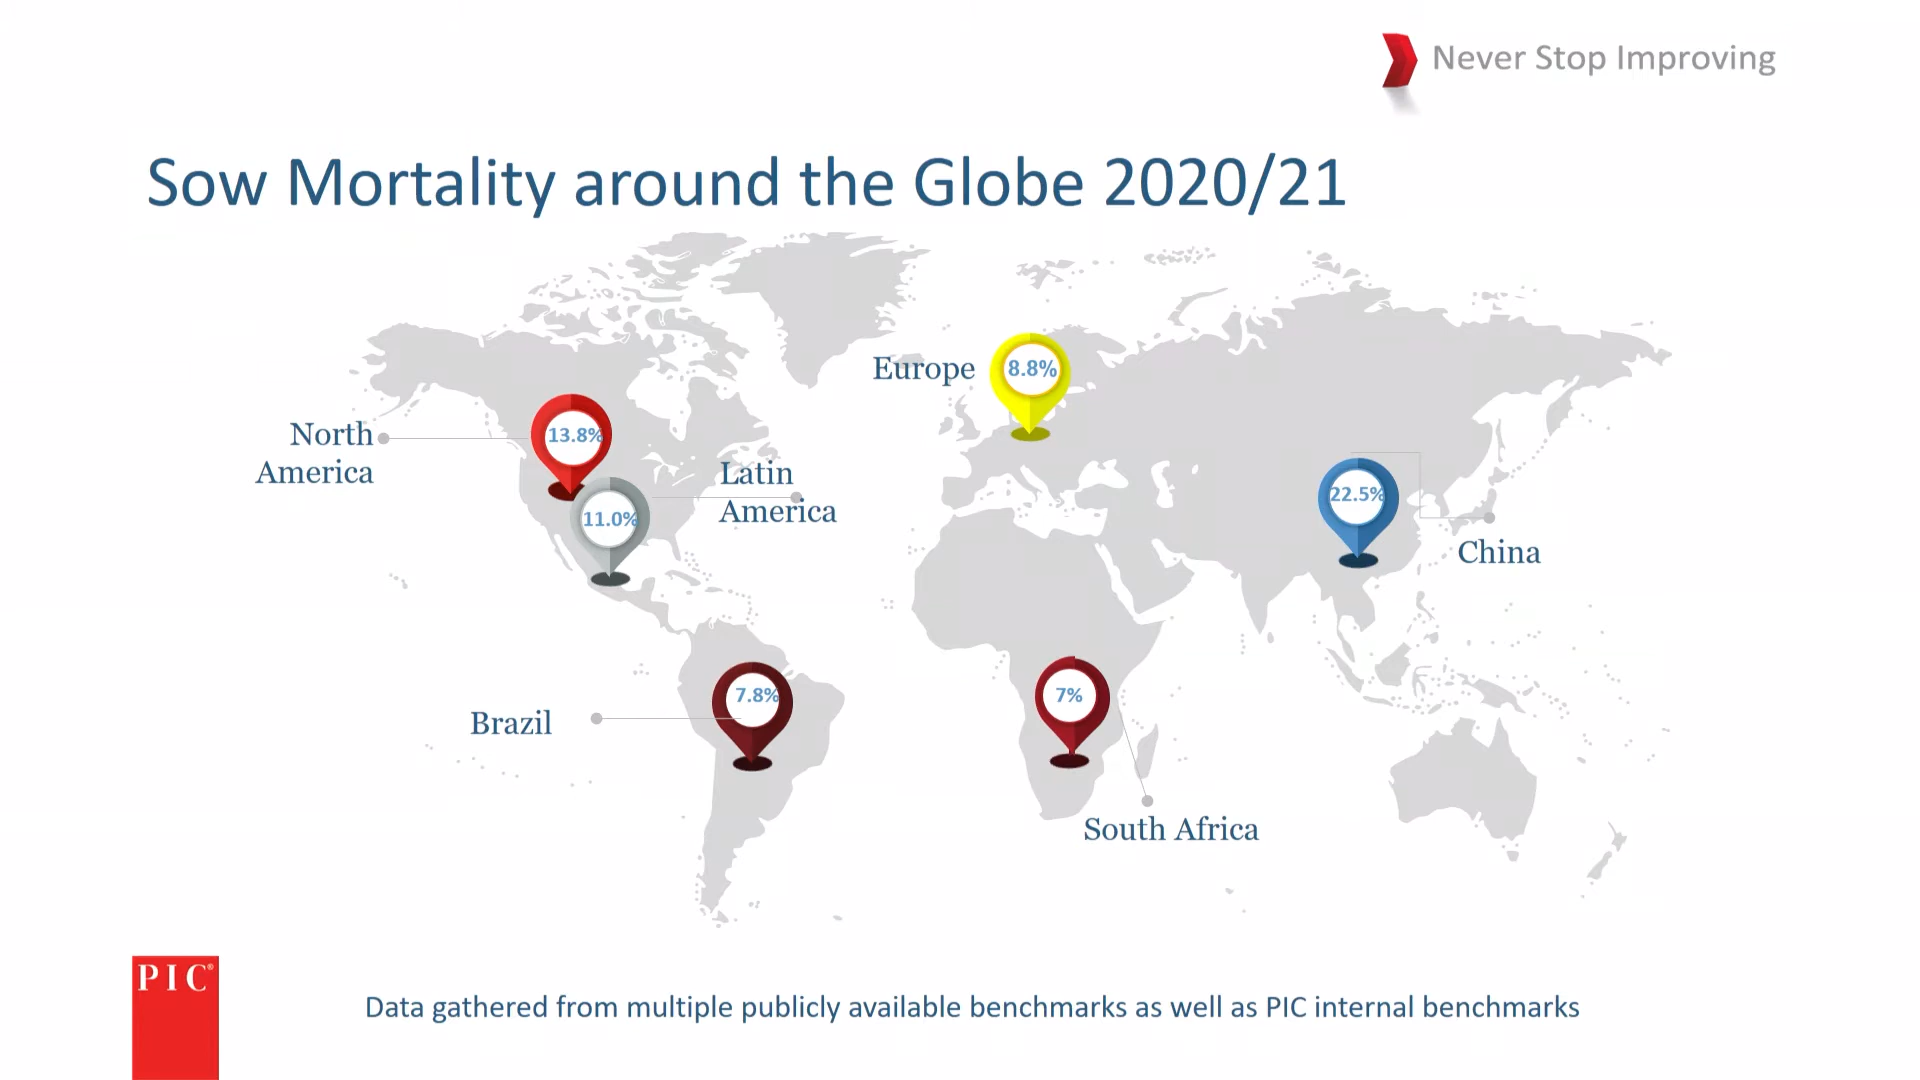 Never Stop Improving
Sow Mortality around the Globe 2020/21
Europe
8.8%
North
America
13.8%
Latin
America
11.0%
22.5%
China
Brazil
7.8%
7%
South Africa
PIC®
Data gathered from multiple publicly available benchmarks as well as PIC internal benchmarks